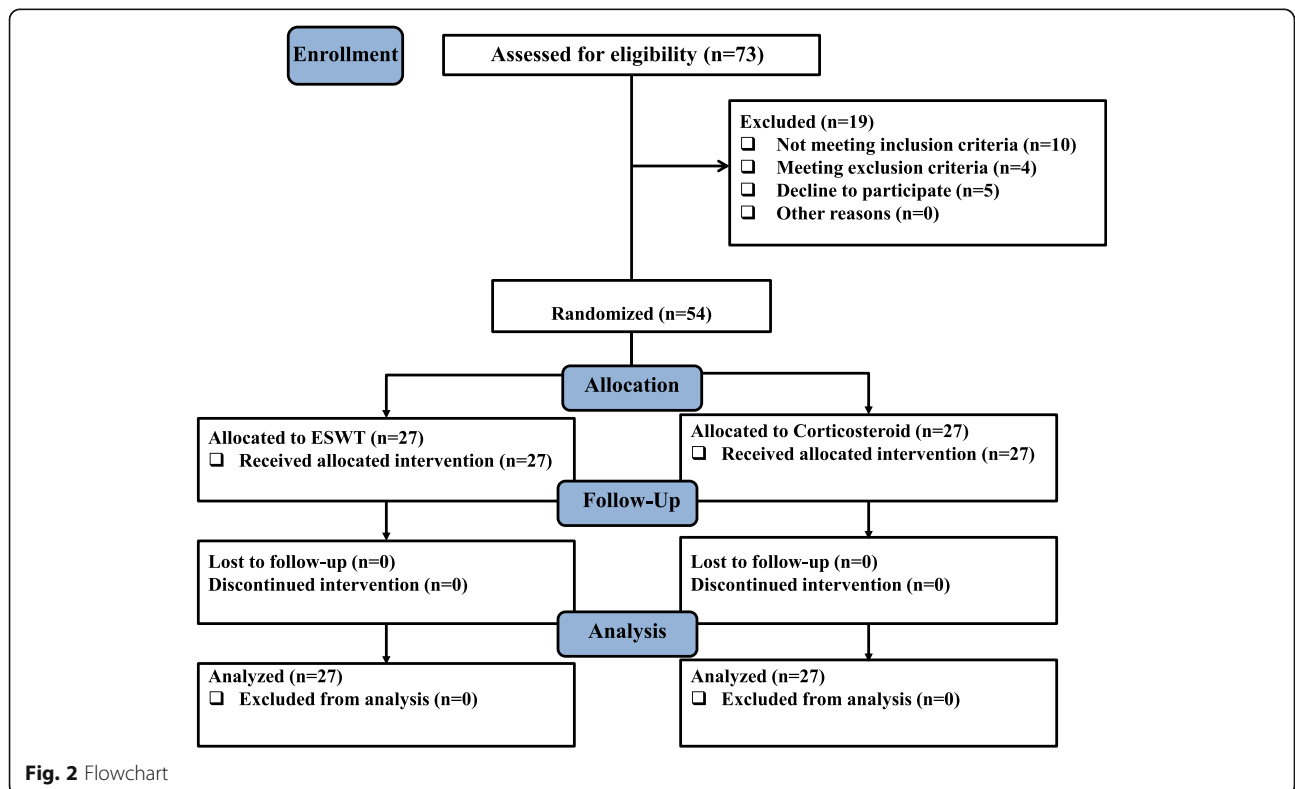 Enrollment
Assessed for eligibility (n=73)
Excluded (n=19)
❑ Not meeting inclusion criteria (n=10)
❑ Meeting exclusion criteria (n=4)
❑ Decline to participate (n=5)
❑ Other reasons (n=0)
Randomized (n=54)
Allocation
Allocated to ESWT (n=27)
❑ Received allocated intervention (n=27)
Allocated to Corticosteroid (n=27)
❑ Received allocated intervention (n=27)
Follow-Up
Lost to follow-up (n=0)
Discontinued intervention (n=0)
Lost to follow-up (n=0)
Discontinued intervention (n=0)
Analysis
Analyzed (n=27)
❑ Excluded from analysis (n=0)
Analyzed (n=27)
❑ Excluded from analysis (n=0)
Fig. 2 Flowchart